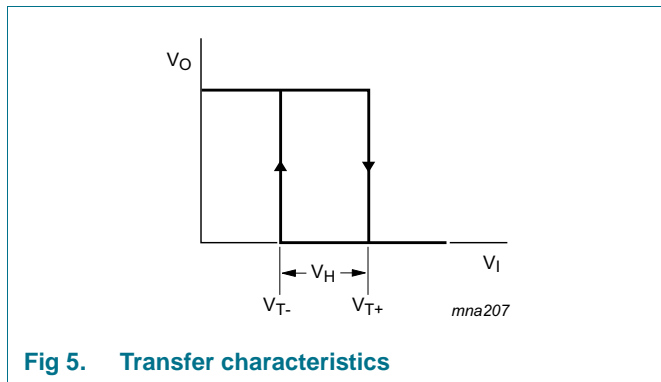 VO
VH
VI
VT-
VT+
mna207
Fig 5. Transfer characteristics